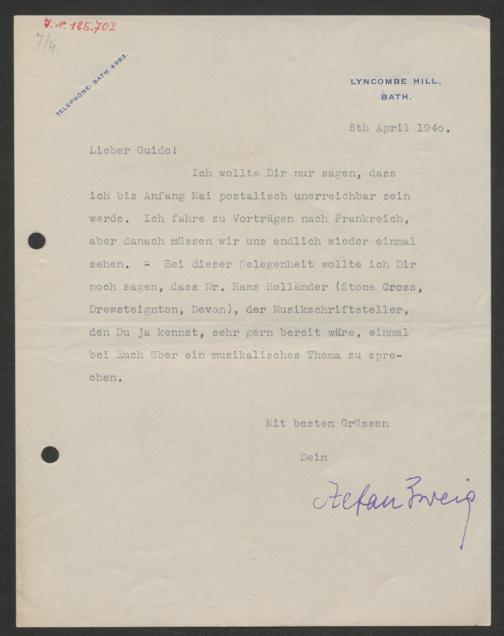 J.N. 185.703
7/4.
TELEPHONE: BATH 4983.
LYNCOMBE HILL,
BATH.
5th April 1940.
Lieber Guido!
Ich wollte Dir nur sagen, dass
ich bis Anfang Mai postalisch unerreichbar sein
werde. Ich fahre zu Vorträgen nach Frankreich,
aber danach müssen wir uns endlich wieder einmal
sehen. - Bei dieser Gelegenheit wollte ich Dir
noch sagen, dass Dr. Hans Holländer (Stone Cross,
Drewsteignton, Devon), der Musikschriftsteller,
den Du ja kennst, sehr gern bereit wäre, einmal
bei Euch über ein musikalisches Thema zu spre-
chen.
Mit besten Grüssen
Dein
Stefan Zweig